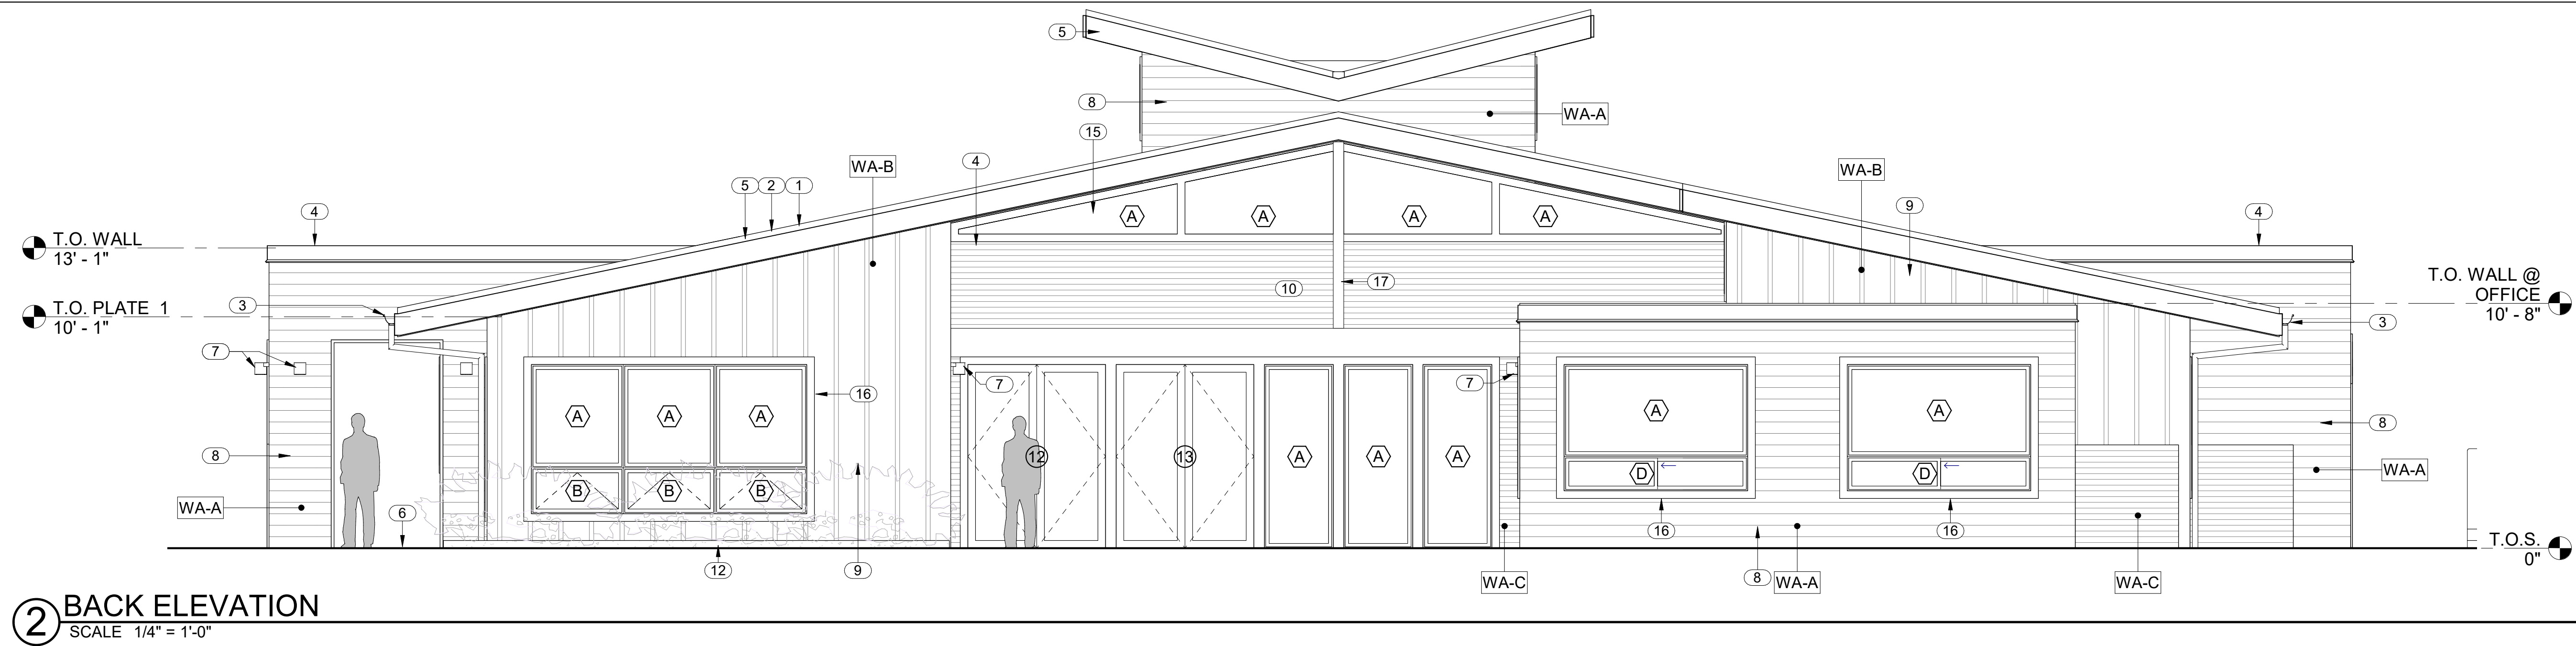 5
8
WA-A
15
4
WA-B
5 2 1
WA-B
9
4
4
A A A A
T.O. WALL
13' - 1"
T.O. WALL @
OFFICE
10' - 8"
T.O. PLATE 1
10' - 1"
3
10
17
3
7
7
7
16
A A A
A
A
8
8
12
13
A A A
WA-A
D
D
B B B
WA-A
6
16
16
T.O.S.
0"
12
9
WA-C
8
WA-A
WA-C
2
BACK ELEVATION
SCALE 1/4" = 1'-0"